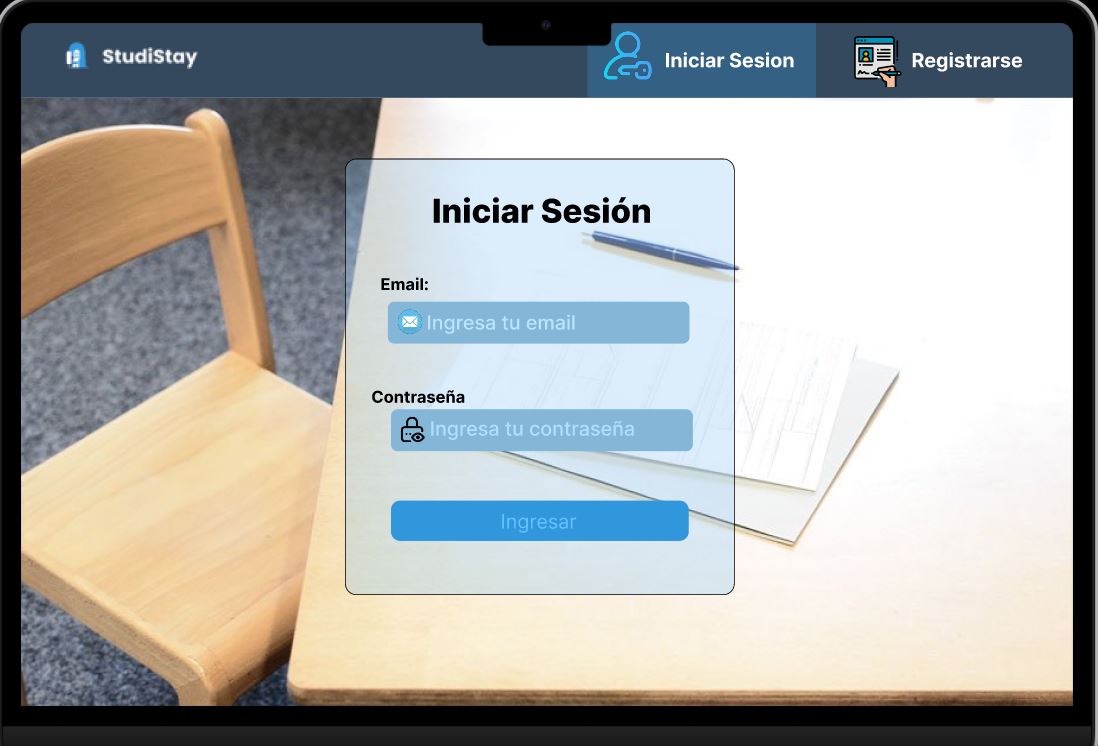 StudiStay
Iniciar Sesion
Registrarse
Iniciar Sesión
Email:
Ingresa tu email
Contraseña
Ingresa tu contraseña
Ingresar